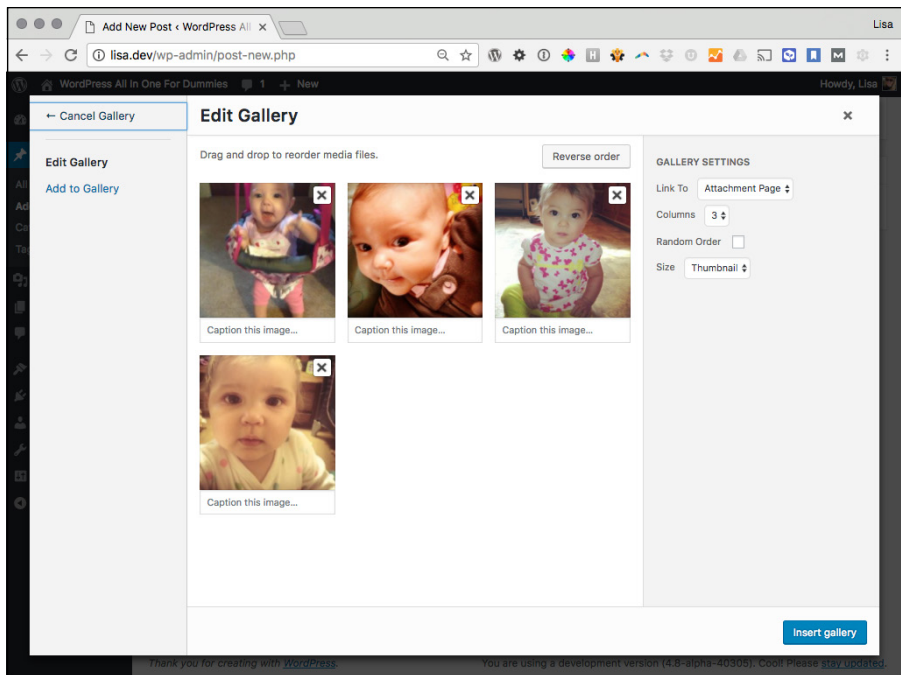 Add New Post ‹ WordPress All
Lisa
lisa.dev/wp-admin/post-new.php
WordPress All In One For Dummies 1 + New
Howdy, Lisa
← Cancel Gallery
Edit Gallery
Edit Gallery
Add to Gallery
Drag and drop to reorder media files.
Reverse order
Caption this image...
Caption this image...
Caption this image...
Caption this image...
GALLERY SETTINGS
Link To Attachment Page
Columns 3
Random Order
Size Thumbnail
Insert gallery
All
Ad
Ca
Tag
Thank you for creating with WordPress.
You are using a development version (4.8-alpha-40305). Cool! Please stay updated.